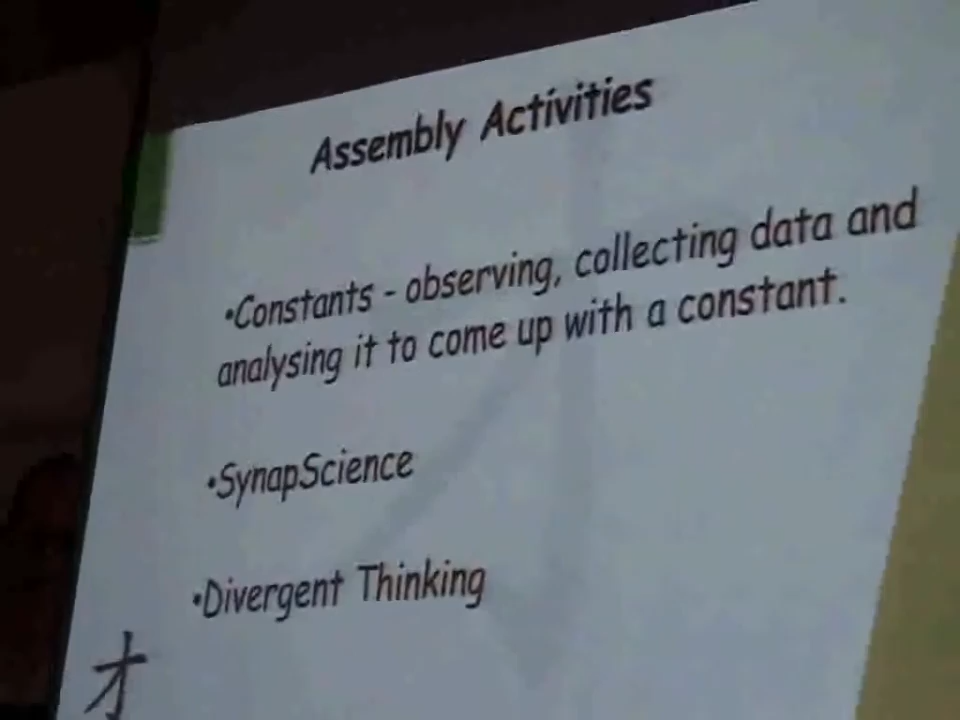 Assembly Activities
•Constants - observing, collecting data and
analysing it to come up with a constant.
•SynapScience
•Divergent Thinking
才